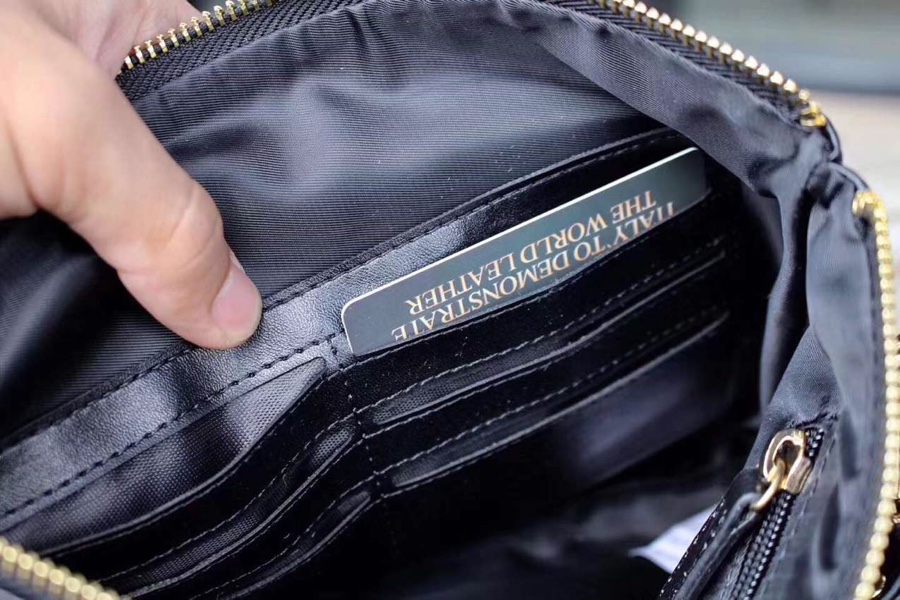 ITALY TO DEMONSTRATE
THE WORLD LEATHER